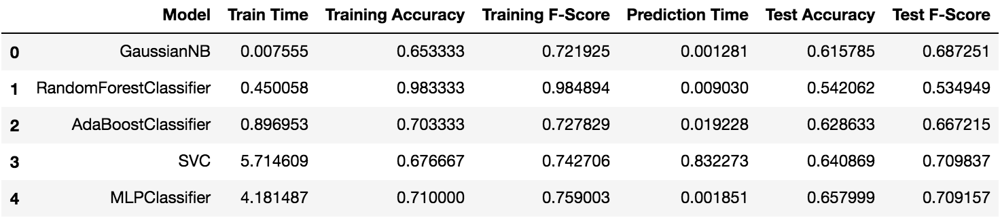 Model Train Time Training Accuracy Training F-Score Prediction Time Test Accuracy Test F-Score
0 GaussianNB 0.007555 0.653333 0.721925 0.001281 0.615785 0.687251
1 RandomForestClassifier 0.450058 0.983333 0.984894 0.009030 0.542062 0.534949
2 AdaBoostClassifier 0.896953 0.703333 0.727829 0.019228 0.628633 0.667215
3 SVC 5.714609 0.676667 0.742706 0.832273 0.640869 0.709837
4 MLPClassifier 4.181487 0.710000 0.759003 0.001851 0.657999 0.709157